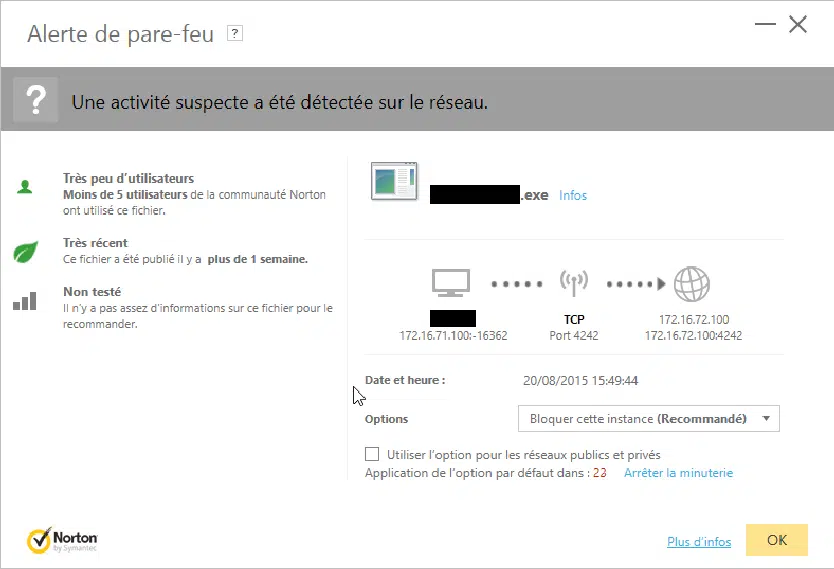 Alerte de pare-feu ?
Une activité suspecte a été détectée sur le réseau.
Très peu d'utilisateurs
Moins de 5 utilisateurs de la communauté Norton
ont utilisé ce fichier.
Très récent
Ce fichier a été publié il y a plus de 1 semaine.
Non testé
Il n'y a pas assez d'informations sur ce fichier pour le
recommander.
.exe Infos
TCP
172.16.72.100
172.16.71.100:-16362
Port 4242
172.16.72.100:4242
Date et heure :
20/08/2015 15:49:44
Options
Bloquer cette instance (Recommandé)
Utiliser l'option pour les réseaux publics et privés
Application de l'option par défaut dans : 23 Arrêter la minuterie
Norton
by Symantec
Plus d'infos
OK